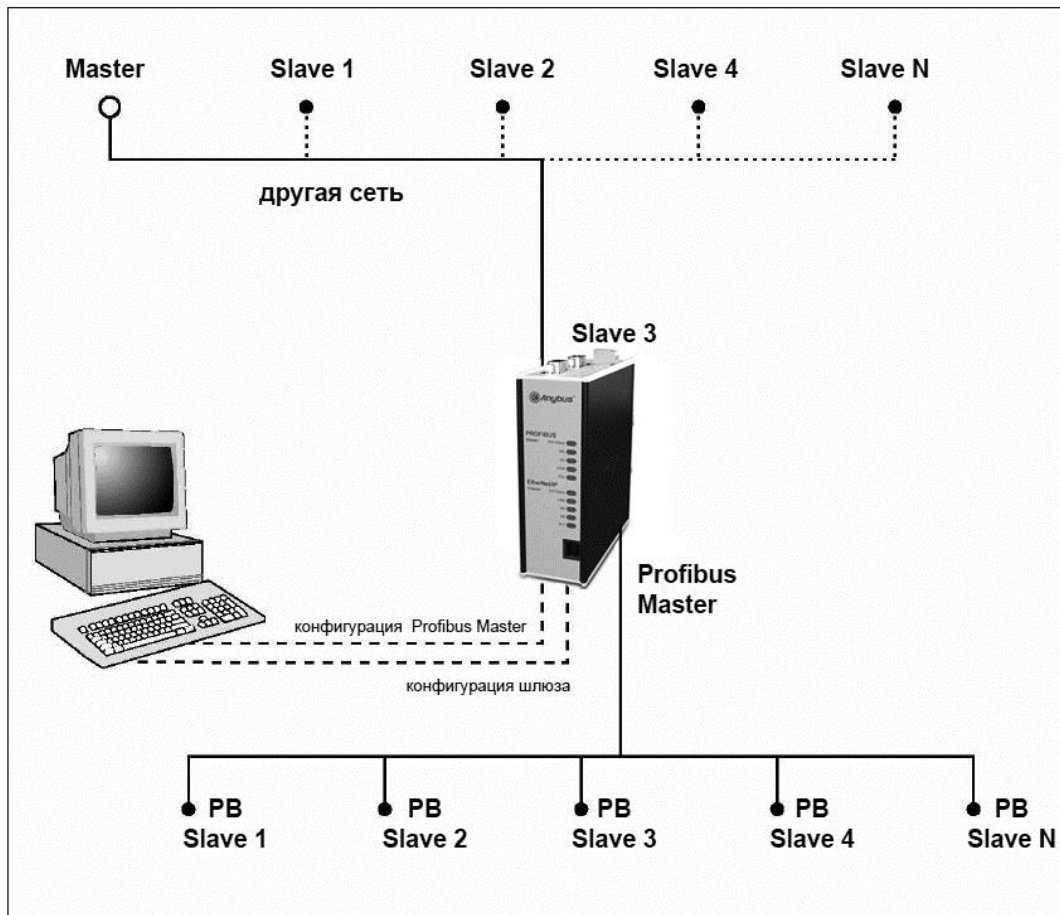 Master
Slave 1
Slave 2
Slave 4
Slave N
другая сеть
Slave 3
Anybus
PROFIBUS
EtherNet/IP
Profibus
Master
конфигурация Profibus Master
конфигурация шлюза
PB
Slave 1
PB
Slave 2
PB
Slave 3
PB
Slave 4
PB
Slave N